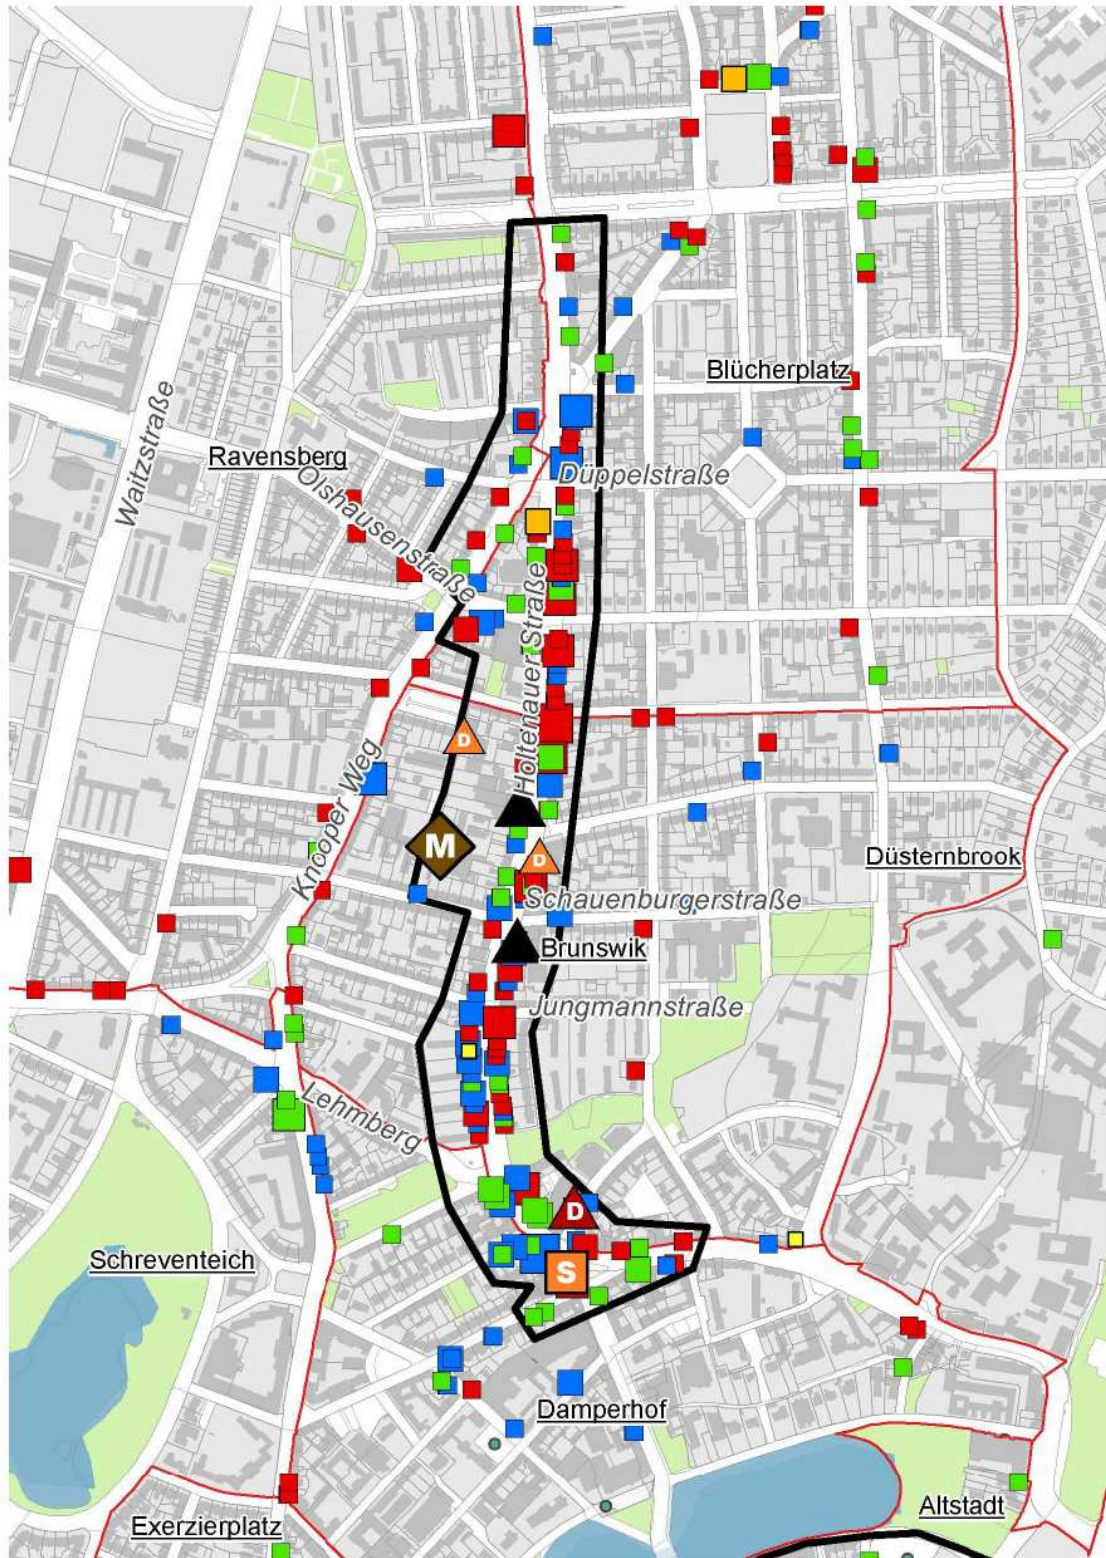 Blücherplatz
Waitzstraße
Ravensberg
Olshausenstraße
Düppelstraße
Holtenauer Straße
D
Knooper Weg
M
D
Düsternbrook
Schauenburgerstraße
Brunswik
Jungmannstraße
Lehmberg
D
Schreventeich
S
Damperhof
Altstadt
Exerzierplatz